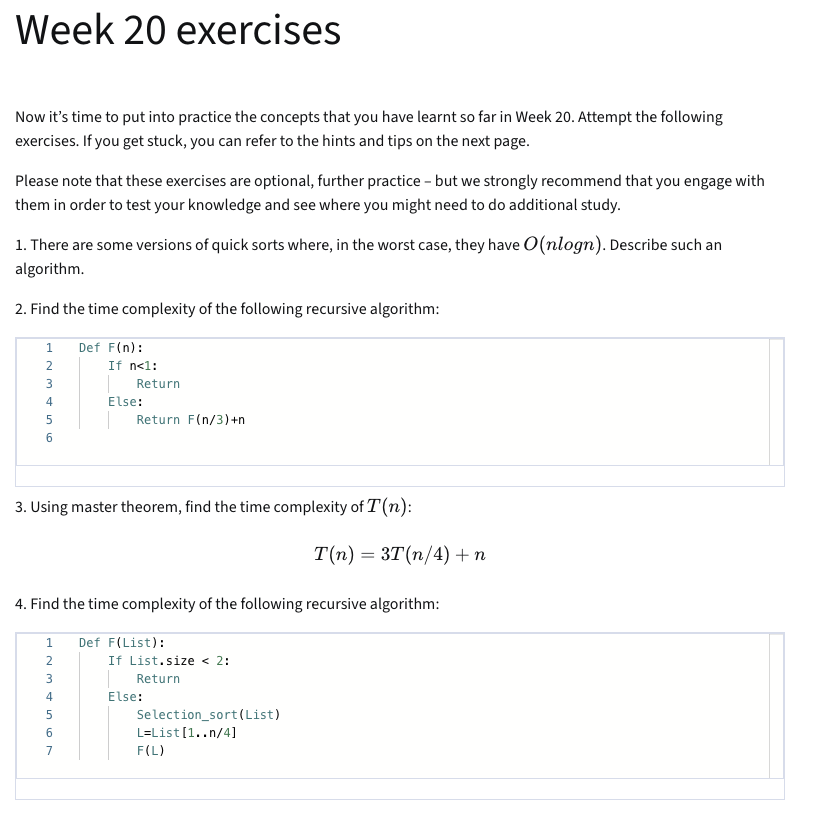 Week 20 exercises
Now it’s time to put into practice the concepts that you have learnt so far in Week 20. Attempt the following
exercises. If you get stuck, you can refer to the hints and tips on the next page.
Please note that these exercises are optional, further practice – but we strongly recommend that you engage with
them in order to test your knowledge and see where you might need to do additional study.
1. There are some versions of quick sorts where, in the worst case, they have O(nlogn). Describe such an
algorithm.
2. Find the time complexity of the following recursive algorithm:
1 Def F(n):
2 If n<1:
3 Return
4 Else:
5 Return F(n/3)+n
6
3. Using master theorem, find the time complexity of T(n):
T(n) = 3T(n/4) + n
4. Find the time complexity of the following recursive algorithm:
1 Def F(List):
2 If List.size < 2:
3 Return
4 Else:
5 Selection_sort(List)
6 L=List[1..n/4]
7 F(L)